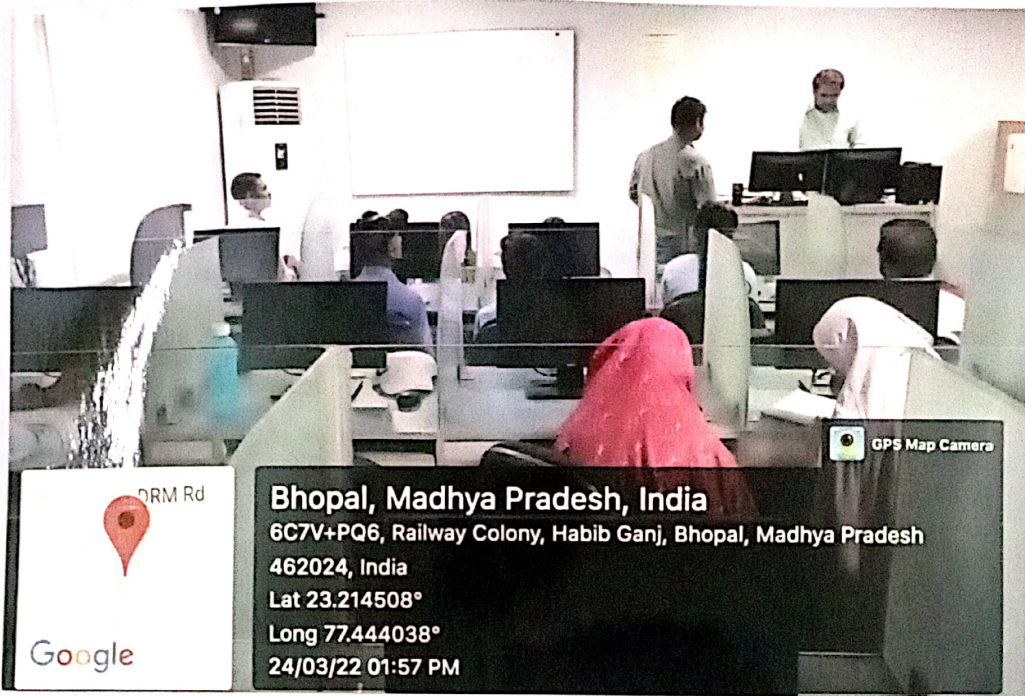 GPS Map Camera
DRM Rd
Google
Bhopal, Madhya Pradesh, India
6C7V+PQ6, Railway Colony, Habib Ganj, Bhopal, Madhya Pradesh
462024, India
Lat 23.214508°
Long 77.444038°
24/03/22 01:57 PM